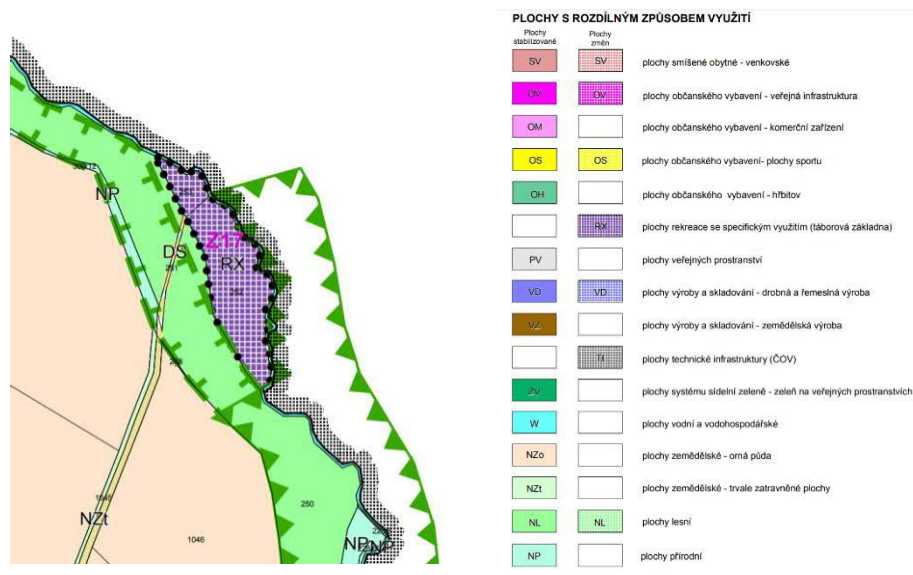 NP
DS
291
Z17
RX
NZt
1046
250
NP
NP
PLOCHY S ROZDÍLNÝM ZPŮSOBEM VYUŽITÍ
Plochy stabilizované
Plochy změn
SV SV plochy smíšené obytné - venkovské
OV OV plochy občanského vybavení - veřejná infrastruktura
OM plochy občanského vybavení - komerční zařízení
OS OS plochy občanského vybavení- plochy sportu
OH plochy občanského vybavení - hřbitov
RX plochy rekreace se specifickým využitím (táborová základna)
PV plochy veřejných prostranství
VD VD plochy výroby a skladování - drobná a řemeslná výroba
VZ plochy výroby a skladování - zemědělská výroba
TI plochy technické infrastruktury (ČOV)
ZV plochy systému sídelní zeleně - zeleň na veřejných prostranstvích
W plochy vodní a vodohospodářské
NZo plochy zemědělské - orná půda
NZt plochy zemědělské - trvale zatravněné plochy
NL NL plochy lesní
NP plochy přírodní